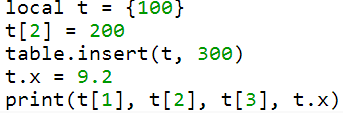 local t = {100}
t[2] = 200
table.insert(t, 300)
t.x = 9.2
print(t[1], t[2], t[3], t.x)